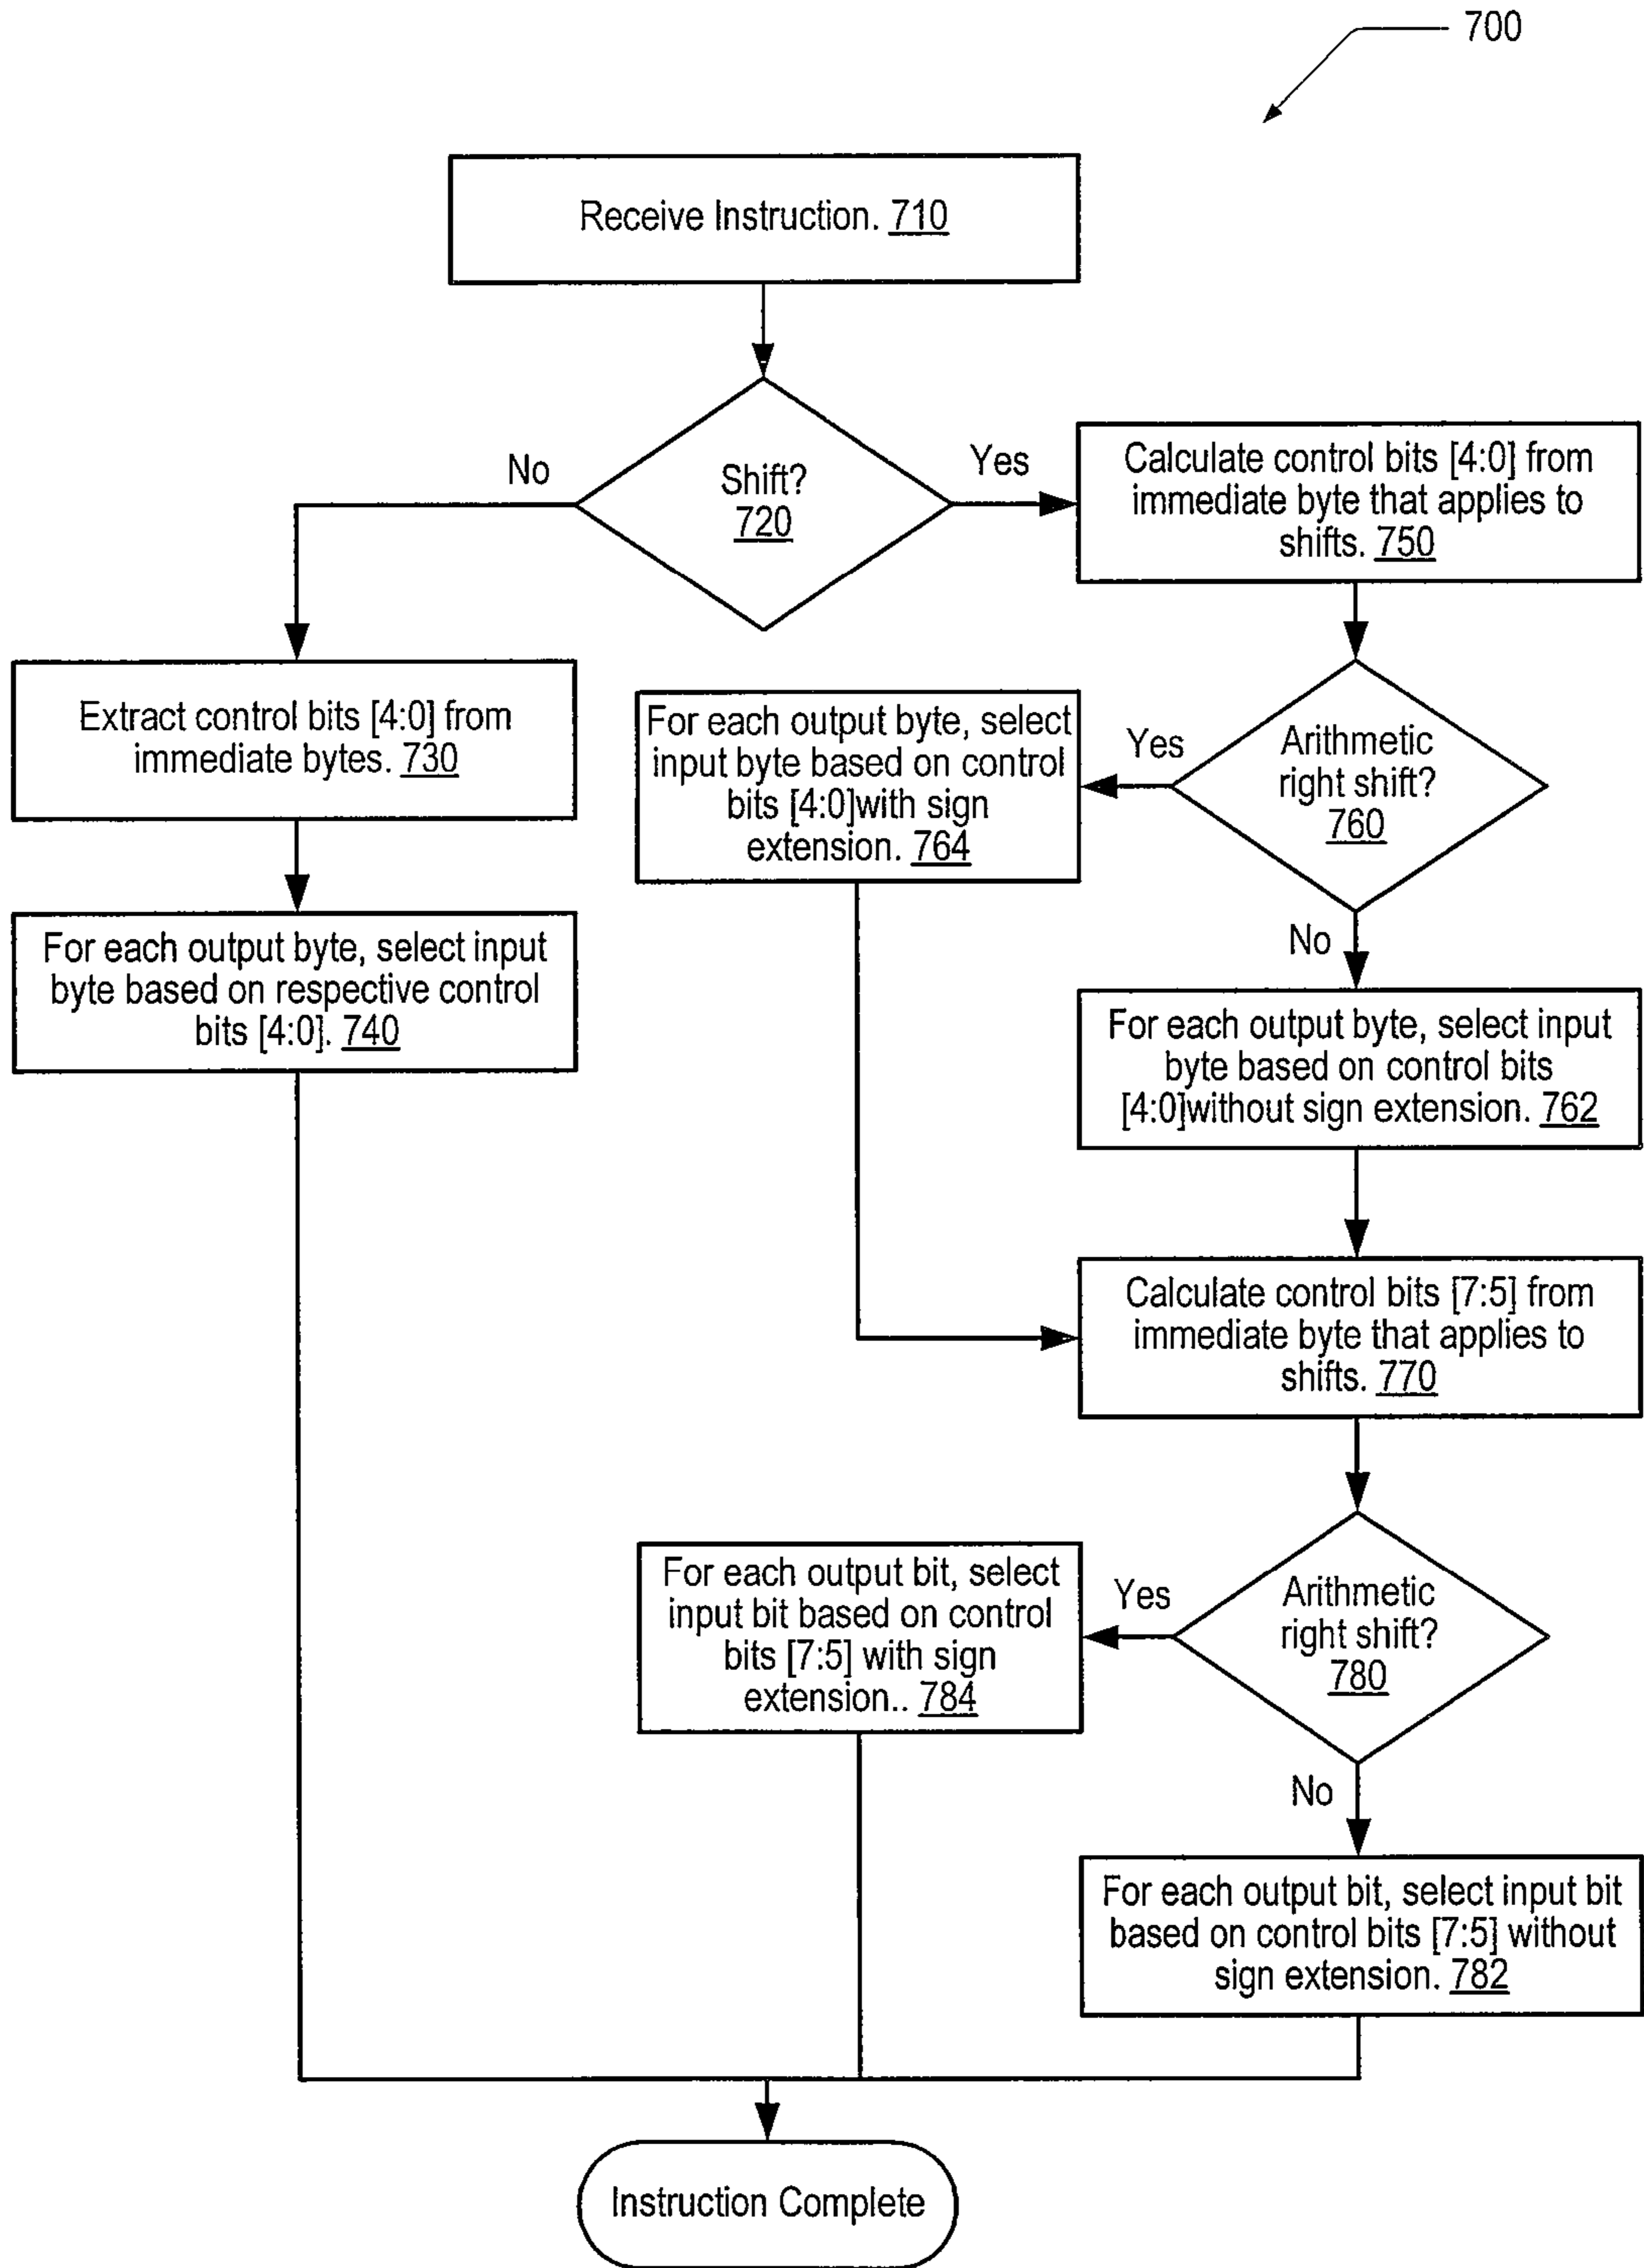 700
Receive Instruction. 710
Shift?
720
No
Yes
Calculate control bits [4:0] from
immediate byte that applies to
shifts. 750
Extract control bits [4:0] from
immediate bytes. 730
For each output byte, select input
byte based on respective control
bits [4:0]. 740
Arithmetic
right shift?
760
Yes
For each output byte, select
input byte based on control
bits [4:0]with sign
extension. 764
No
For each output byte, select input
byte based on control bits
[4:0]without sign extension. 762
Calculate control bits [7:5] from
immediate byte that applies to
shifts. 770
Arithmetic
right shift?
780
Yes
For each output bit, select
input bit based on control
bits [7:5] with sign
extension.. 784
No
For each output bit, select input bit
based on control bits [7:5] without
sign extension. 782
Instruction Complete